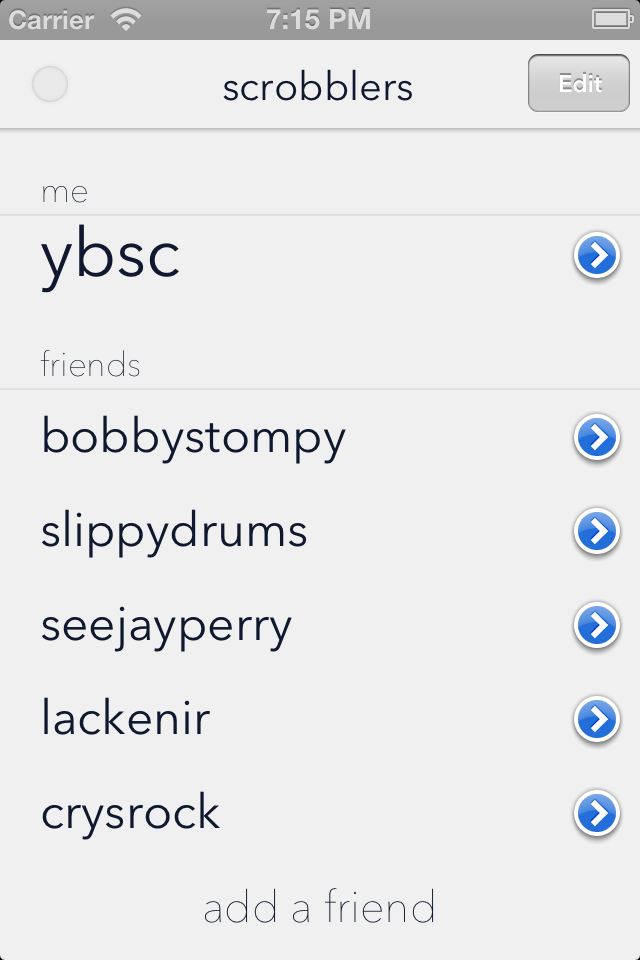 Carrier 7:15 PM
scrobblers Edit
me
ybsc
friends
bobbystompy
slippydrums
seejayperry
lackenir
crysrock
add a friend